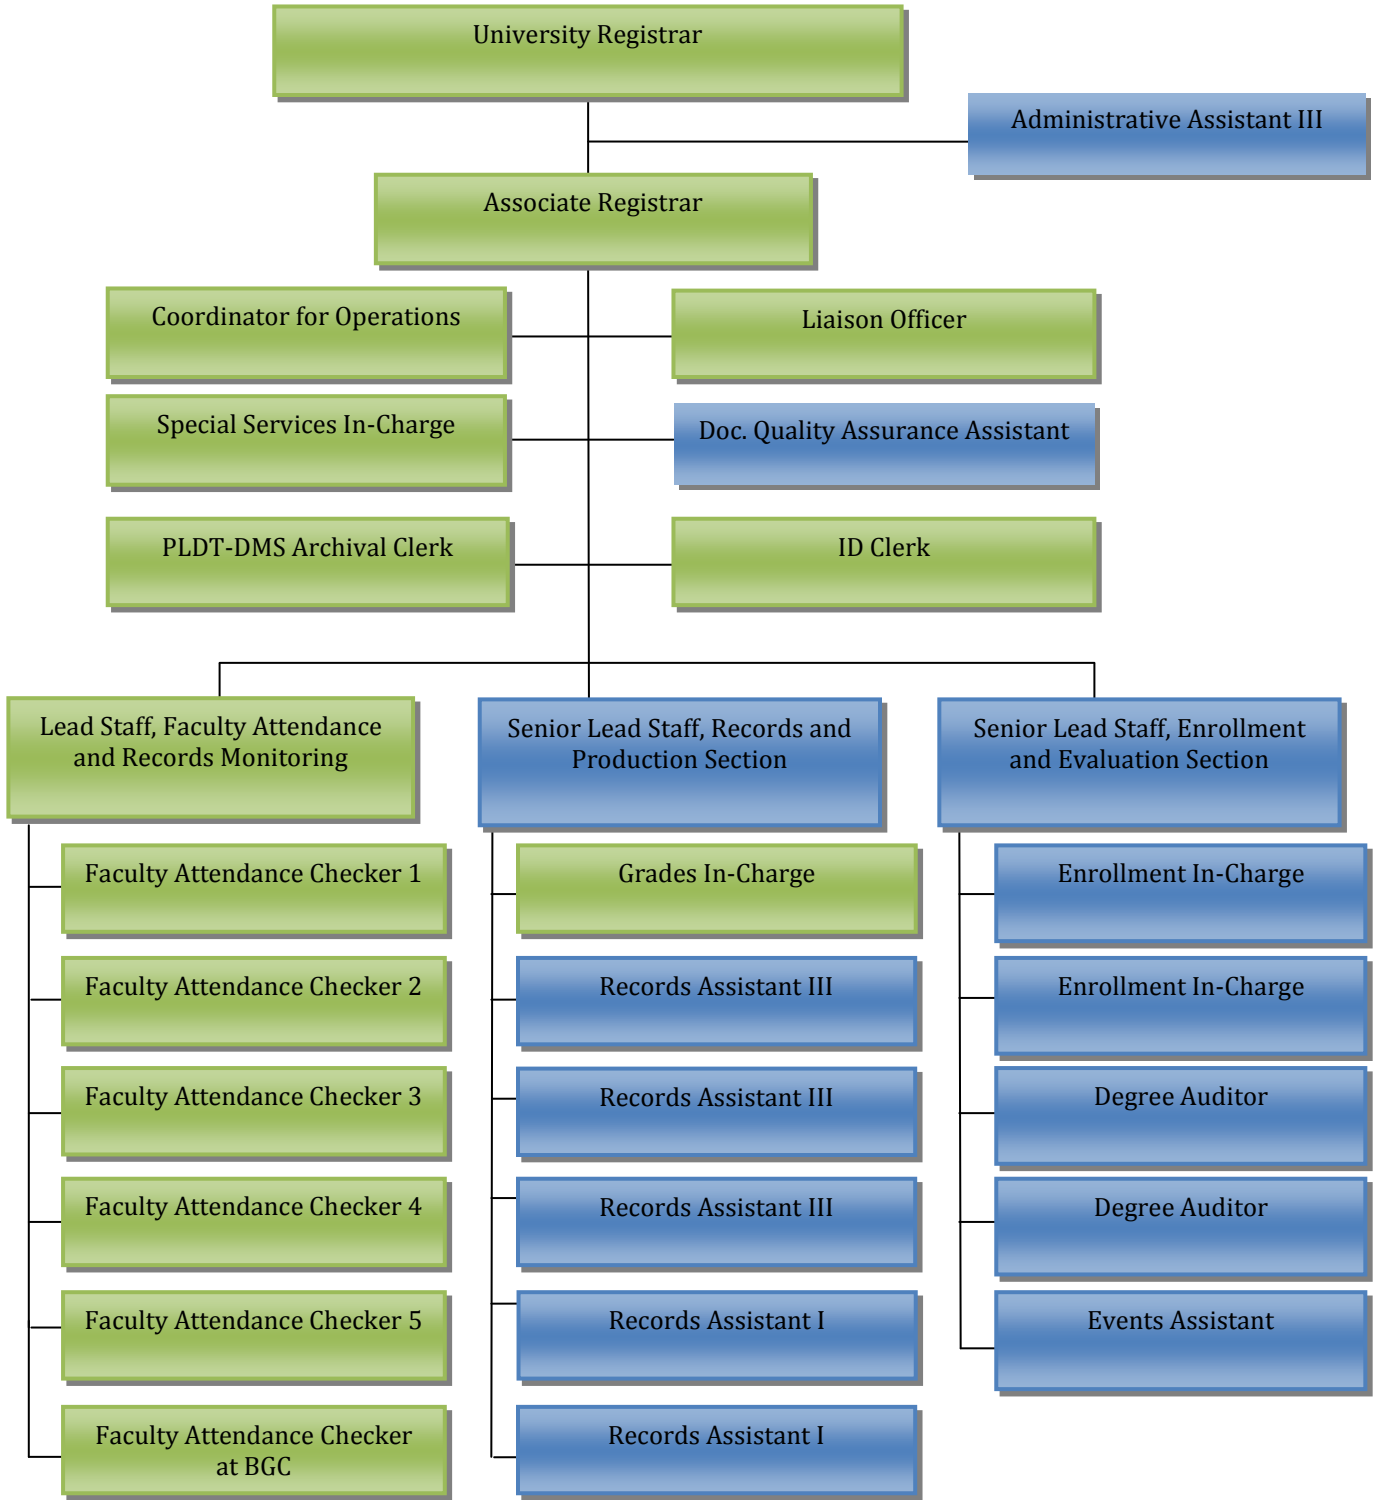 University Registrar
Administrative Assistant III
Associate Registrar
Coordinator for Operations
Liaison Officer
Special Services In-Charge
Doc. Quality Assurance Assistant
PLDT-DMS Archival Clerk
ID Clerk
Lead Staff, Faculty Attendance
and Records Monitoring
Senior Lead Staff, Records and
Production Section
Senior Lead Staff, Enrollment
and Evaluation Section
Faculty Attendance Checker 1
Faculty Attendance Checker 2
Faculty Attendance Checker 3
Faculty Attendance Checker 4
Faculty Attendance Checker 5
Faculty Attendance Checker
at BGC
Grades In-Charge
Records Assistant III
Records Assistant III
Records Assistant III
Records Assistant I
Records Assistant I
Enrollment In-Charge
Enrollment In-Charge
Degree Auditor
Degree Auditor
Events Assistant